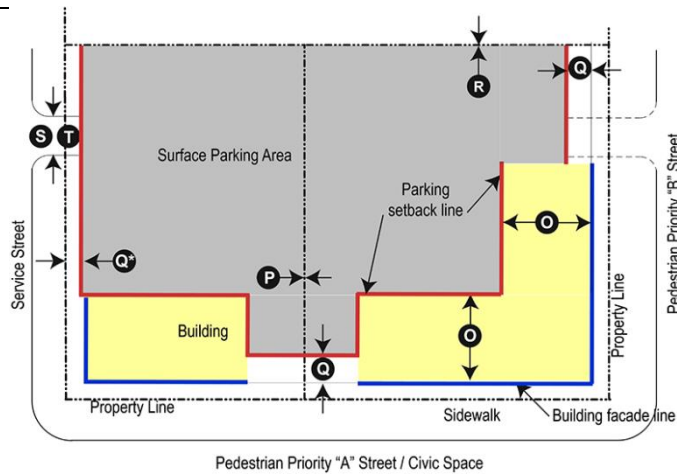 Q
R
S T
Surface Parking Area
Parking
setback line
O
Pedestrian Priority "B" Street
Service Street
Q*
P
Property Line
Building
O
Q
Property Line
Sidewalk
Building facade line
Pedestrian Priority "A" Street / Civic Space